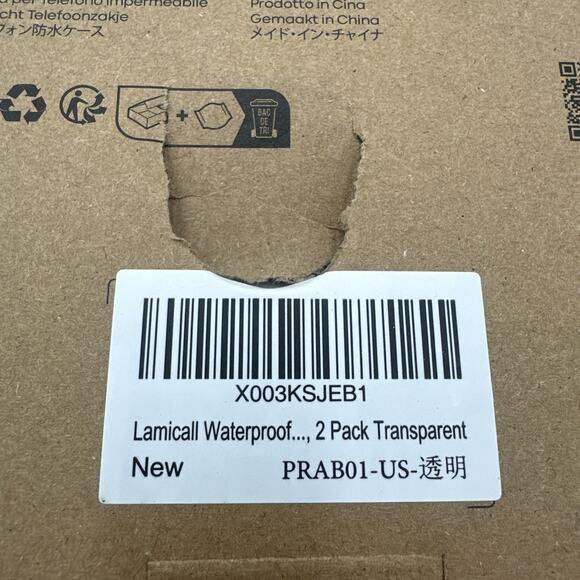 per Telefono Impermeabile
Prodotto in Cina
cht Telefoonzakje
Gemaakt in China
フォン防水ケース
メイド・イン・チャイナ
BAC
DE
TRI
X003KSJEB1
Lamicall Waterproof..., 2 Pack Transparent
New
PRAB01-US-透明